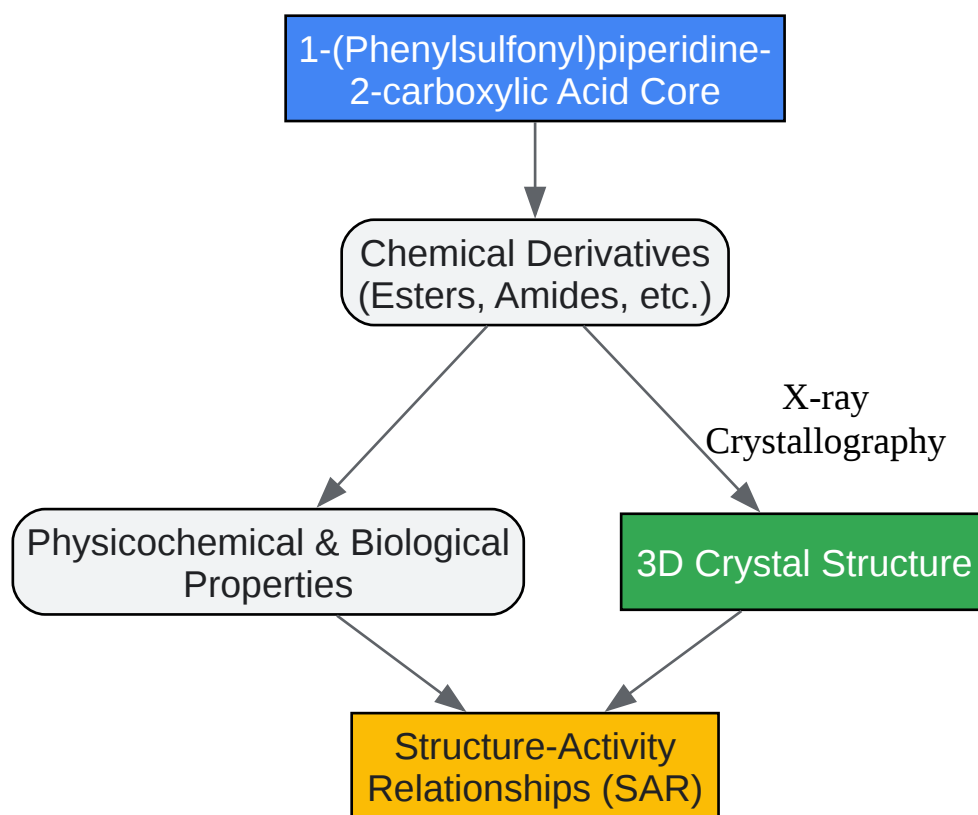 1-(Phenylsulfonyl)piperidine-
2-carboxylic Acid Core
Chemical Derivatives
(Esters, Amides, etc.)
X-ray
Crystallography
Physicochemical & Biological
Properties
3D Crystal Structure
Structure-Activity
Relationships (SAR)